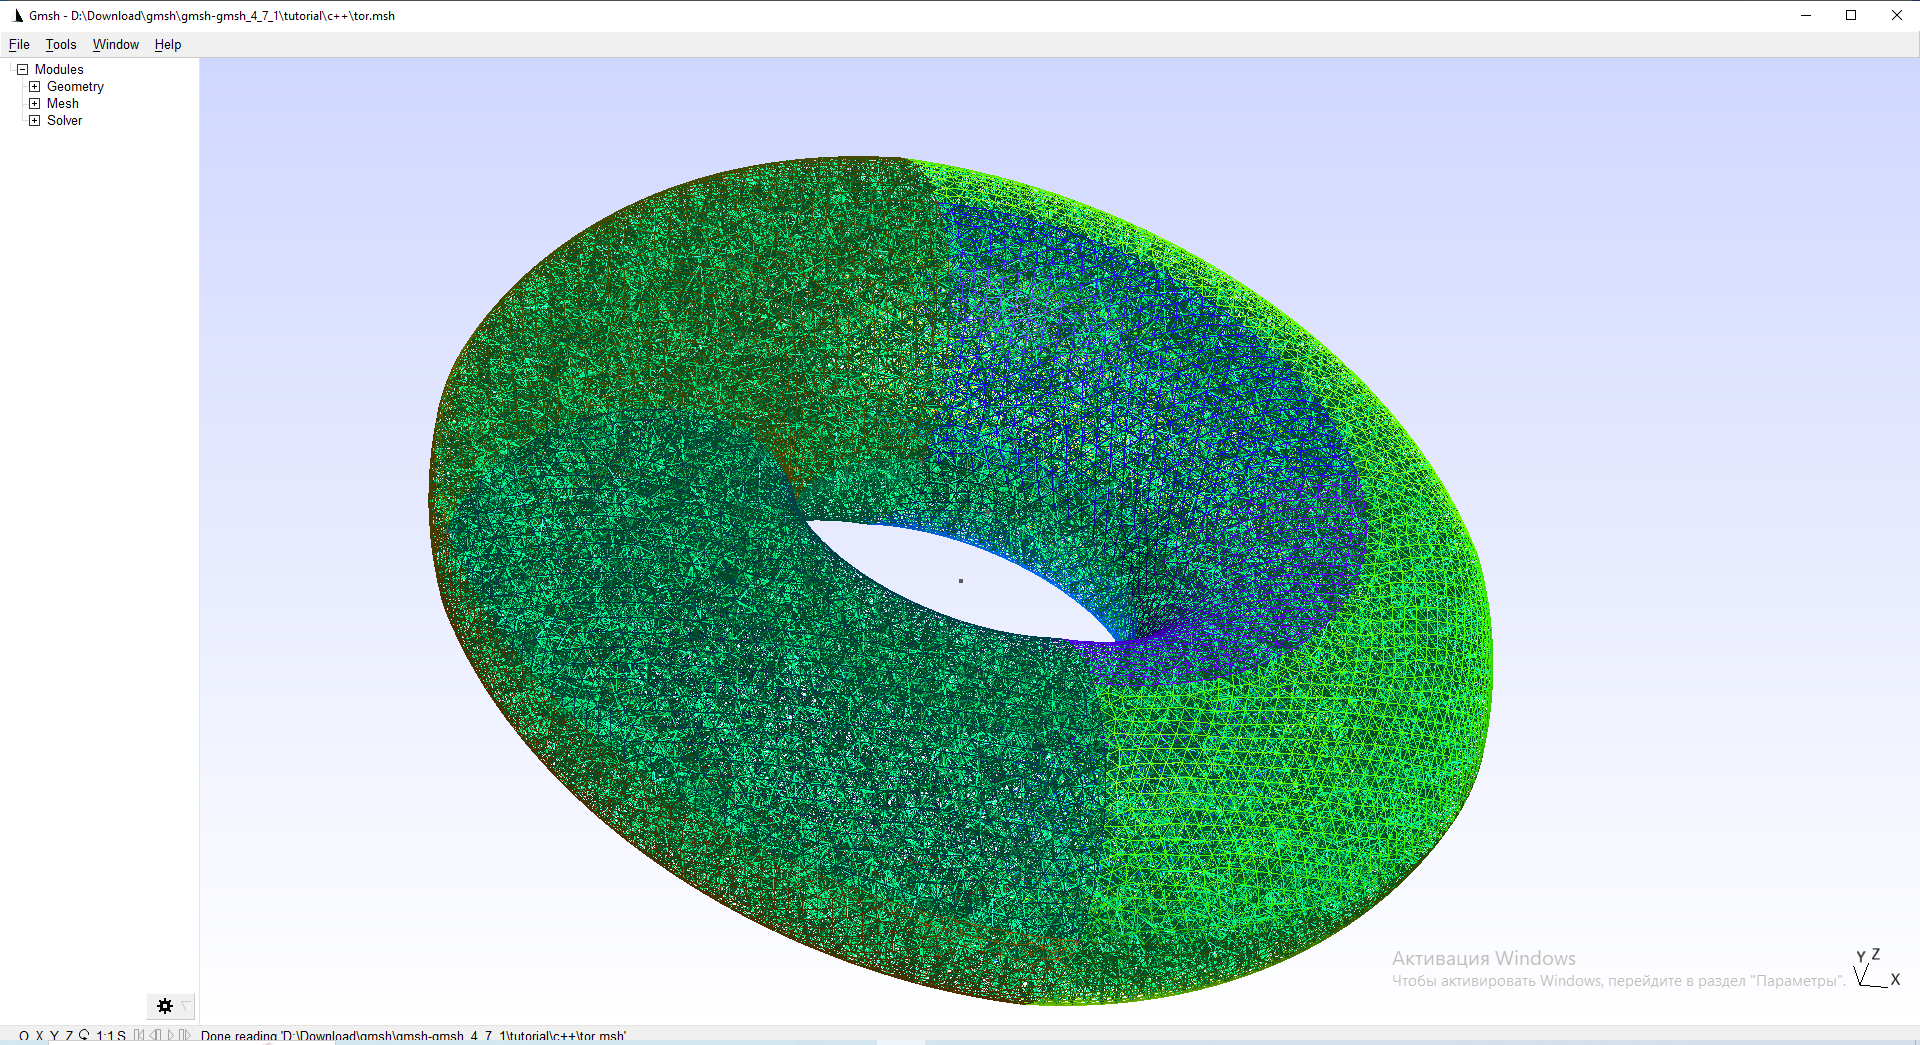 Gmsh - D:\Download\gmsh\gmsh-gmsh_4_7_1\tutorial\c++\tor.msh
File Tools Window Help
Modules
Geometry
Mesh
Solver
Активация Windows
Чтобы активировать Windows, перейдите в раздел "Параметры".
Y Z
X
O X Y Z 1:1 S Done reading 'D:\Download\gmsh\gmsh-gmsh_4_7_1\tutorial\c++\tor.msh'